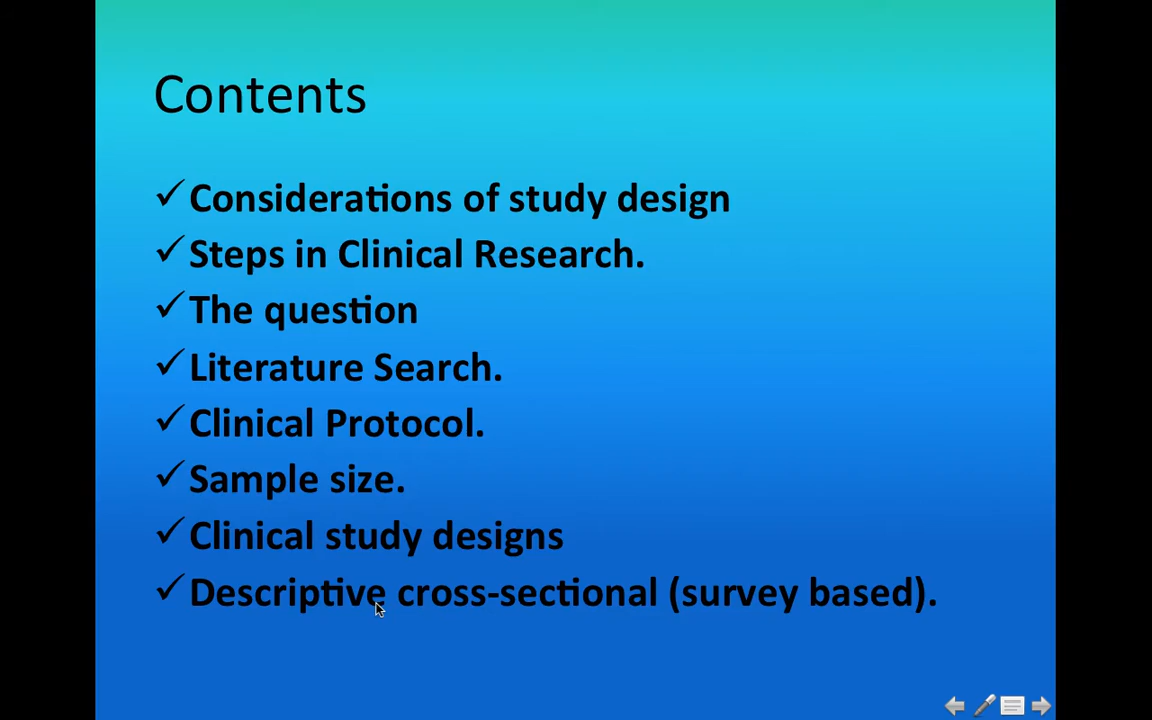 Contents
✓ Considerations of study design
✓ Steps in Clinical Research.
✓ The question
✓ Literature Search.
✓ Clinical Protocol.
✓ Sample size.
✓ Clinical study designs
✓ Descriptive cross-sectional (survey based).